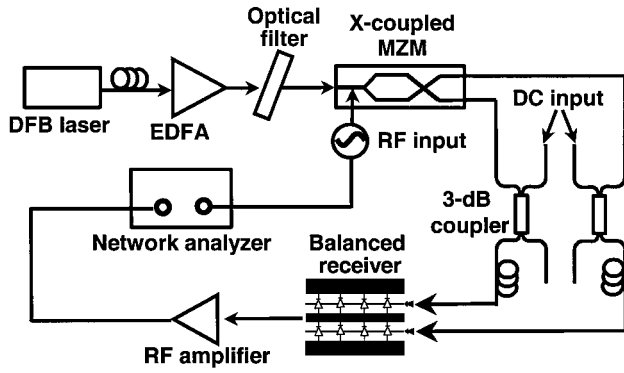 Optical
filter
X-coupled
MZM
DFB laser
EDFA
RF input
DC input
3-dB
coupler
Network analyzer
Balanced
receiver
RF amplifier